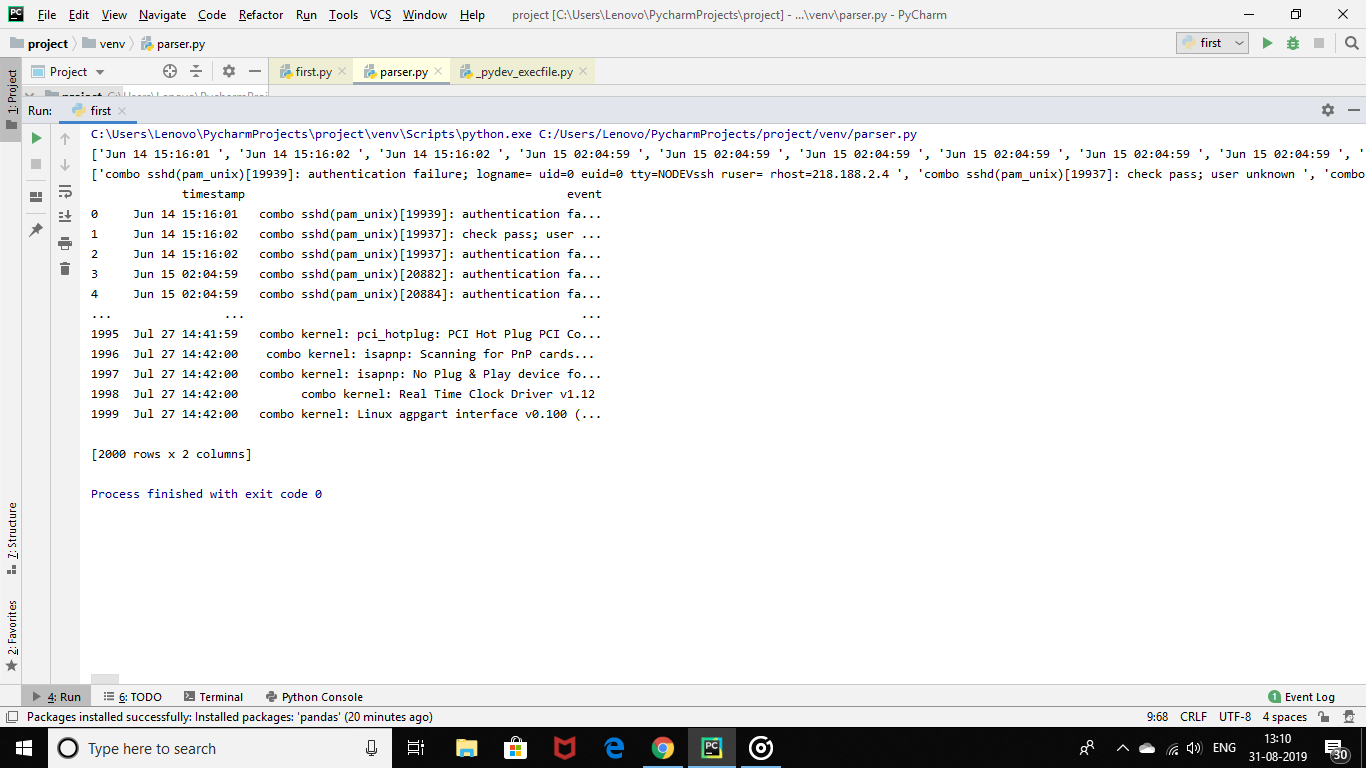 PC File Edit View Navigate Code Refactor Run Tools VCS Window Help project [C:\Users\Lenovo\PycharmProjects\project] - ...\venv\parser.py - PyCharm
project venv parser.py first
1: Project
Project first.py parser.py _pydev_execfile.py
Run: first
C:\Users\Lenovo\PycharmProjects\project\venv\Scripts\python.exe C:/Users/Lenovo/PycharmProjects/project/venv/parser.py
['Jun 14 15:16:01 ', 'Jun 14 15:16:02 ', 'Jun 14 15:16:02 ', 'Jun 15 02:04:59 ', 'Jun 15 02:04:59 ', 'Jun 15 02:04:59 ', 'Jun 15 02:04:59 ', 'Jun 15 02:04:59 ', 'Jun 15 02:04:59 ', '
['combo sshd(pam_unix)[19939]: authentication failure; logname= uid=0 euid=0 tty=NODEVssh ruser= rhost=218.188.2.4 ', 'combo sshd(pam_unix)[19937]: check pass; user unknown ', 'combo
timestamp event
0 Jun 14 15:16:01 combo sshd(pam_unix)[19939]: authentication fa...
1 Jun 14 15:16:02 combo sshd(pam_unix)[19937]: check pass; user ...
2 Jun 14 15:16:02 combo sshd(pam_unix)[19937]: authentication fa...
3 Jun 15 02:04:59 combo sshd(pam_unix)[20882]: authentication fa...
4 Jun 15 02:04:59 combo sshd(pam_unix)[20884]: authentication fa...
... ... ...
1995 Jul 27 14:41:59 combo kernel: pci_hotplug: PCI Hot Plug PCI Co...
1996 Jul 27 14:42:00 combo kernel: isapnp: Scanning for PnP cards...
1997 Jul 27 14:42:00 combo kernel: isapnp: No Plug & Play device fo...
1998 Jul 27 14:42:00 combo kernel: Real Time Clock Driver v1.12
1999 Jul 27 14:42:00 combo kernel: Linux agpgart interface v0.100 (...
[2000 rows x 2 columns]
Process finished with exit code 0
7: Structure
2: Favorites
4: Run 6: TODO Terminal Python Console 1 Event Log
Packages installed successfully: Installed packages: 'pandas' (20 minutes ago) 9:68 CRLF UTF-8 4 spaces
Type here to search PC ENG 13:10
31-08-2019 30